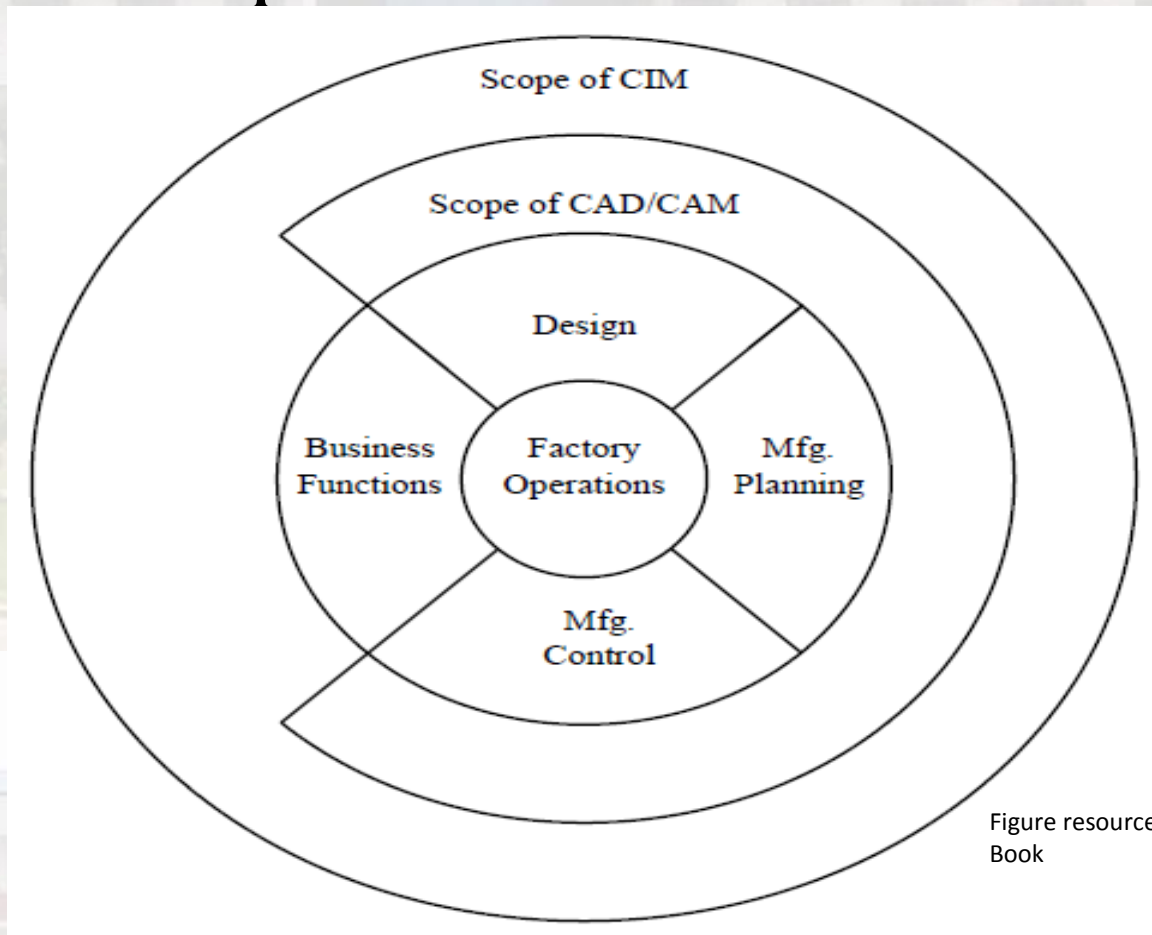 Scope of CIM
Scope of CAD/CAM
Design
Business
Functions
Factory
Operations
Mfg.
Planning
Mfg.
Control
Figure resource
Book